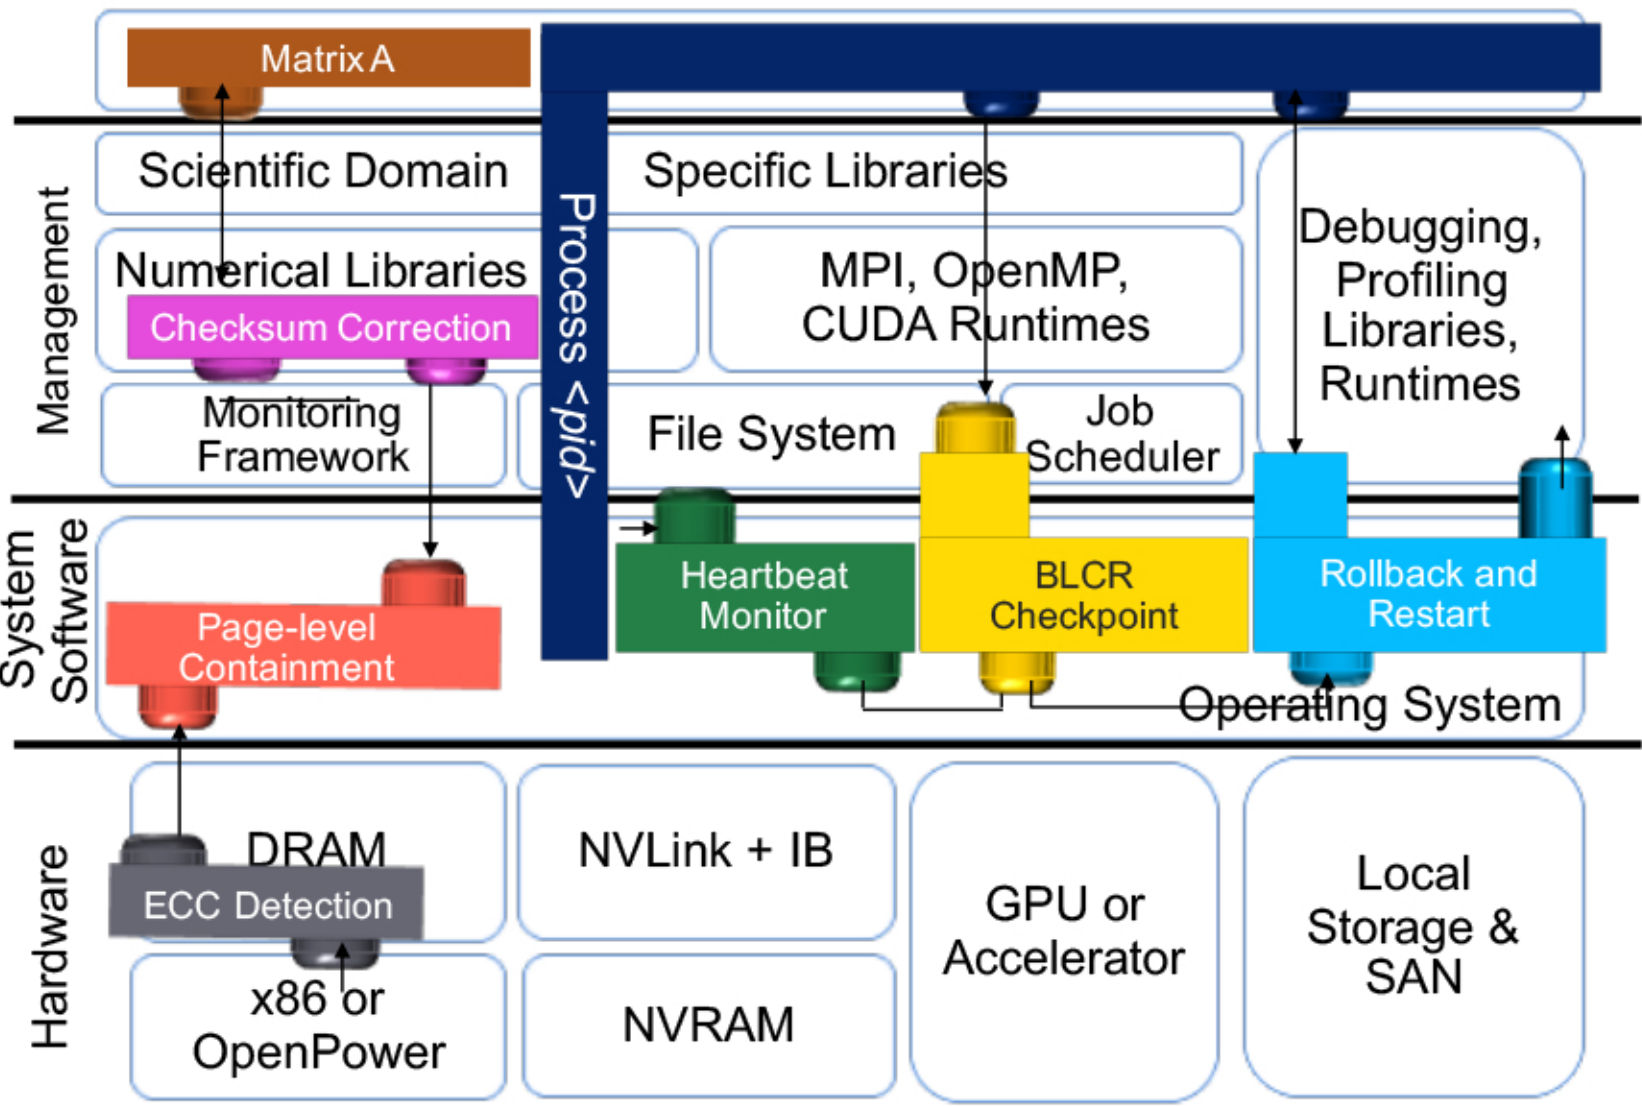 Matrix A
Management
Scientific Domain
Specific Libraries
Process <pid>
Numerical Libraries
Checksum Correction
MPI, OpenMP,
CUDA Runtimes
Debugging,
Profiling
Libraries,
Runtimes
Monitoring
Framework
File System
Job
Scheduler
System
Software
Page-level
Containment
Heartbeat
Monitor
BLCR
Checkpoint
Rollback and
Restart
Operating System
Hardware
DRAM
ECC Detection
x86 or
OpenPower
NVLink + IB
NVRAM
GPU or
Accelerator
Local
Storage &
SAN